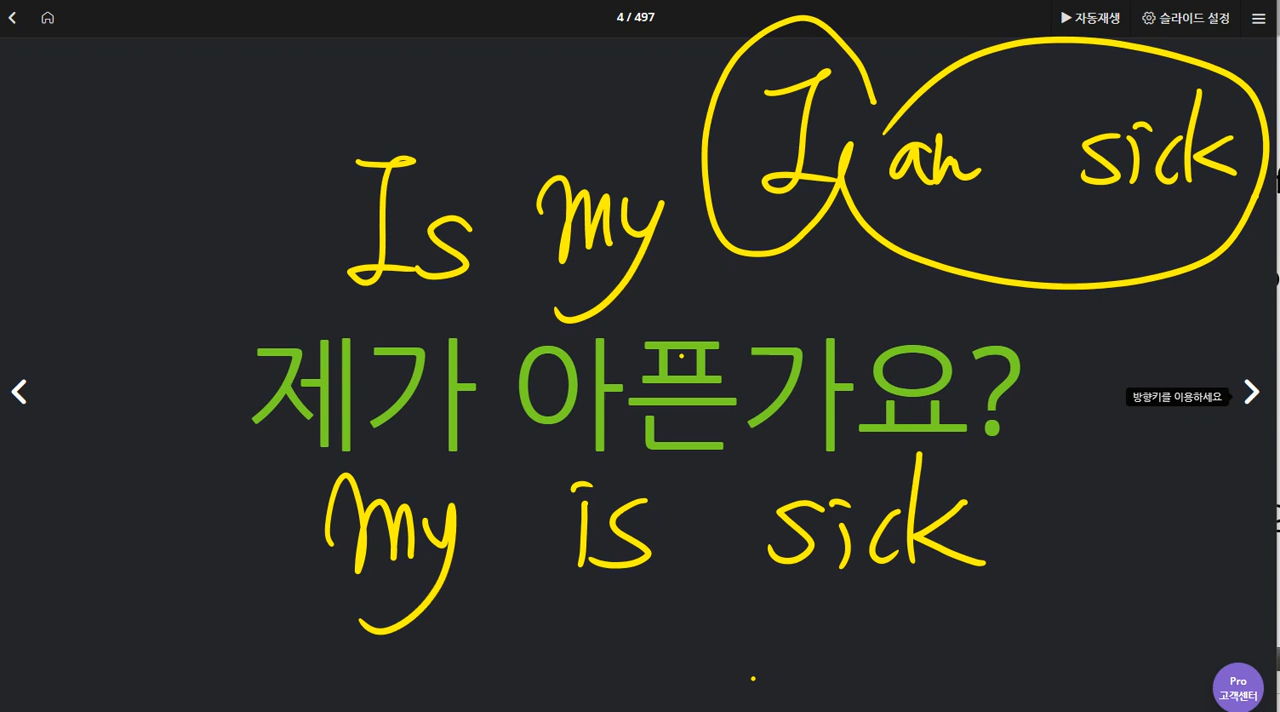 4 / 497
▶ 자동재생
슬라이드 설정
I am sick
Is my
제가 아픈가요?
방향키를 이용하세요
my is sick
Pro
고객센터